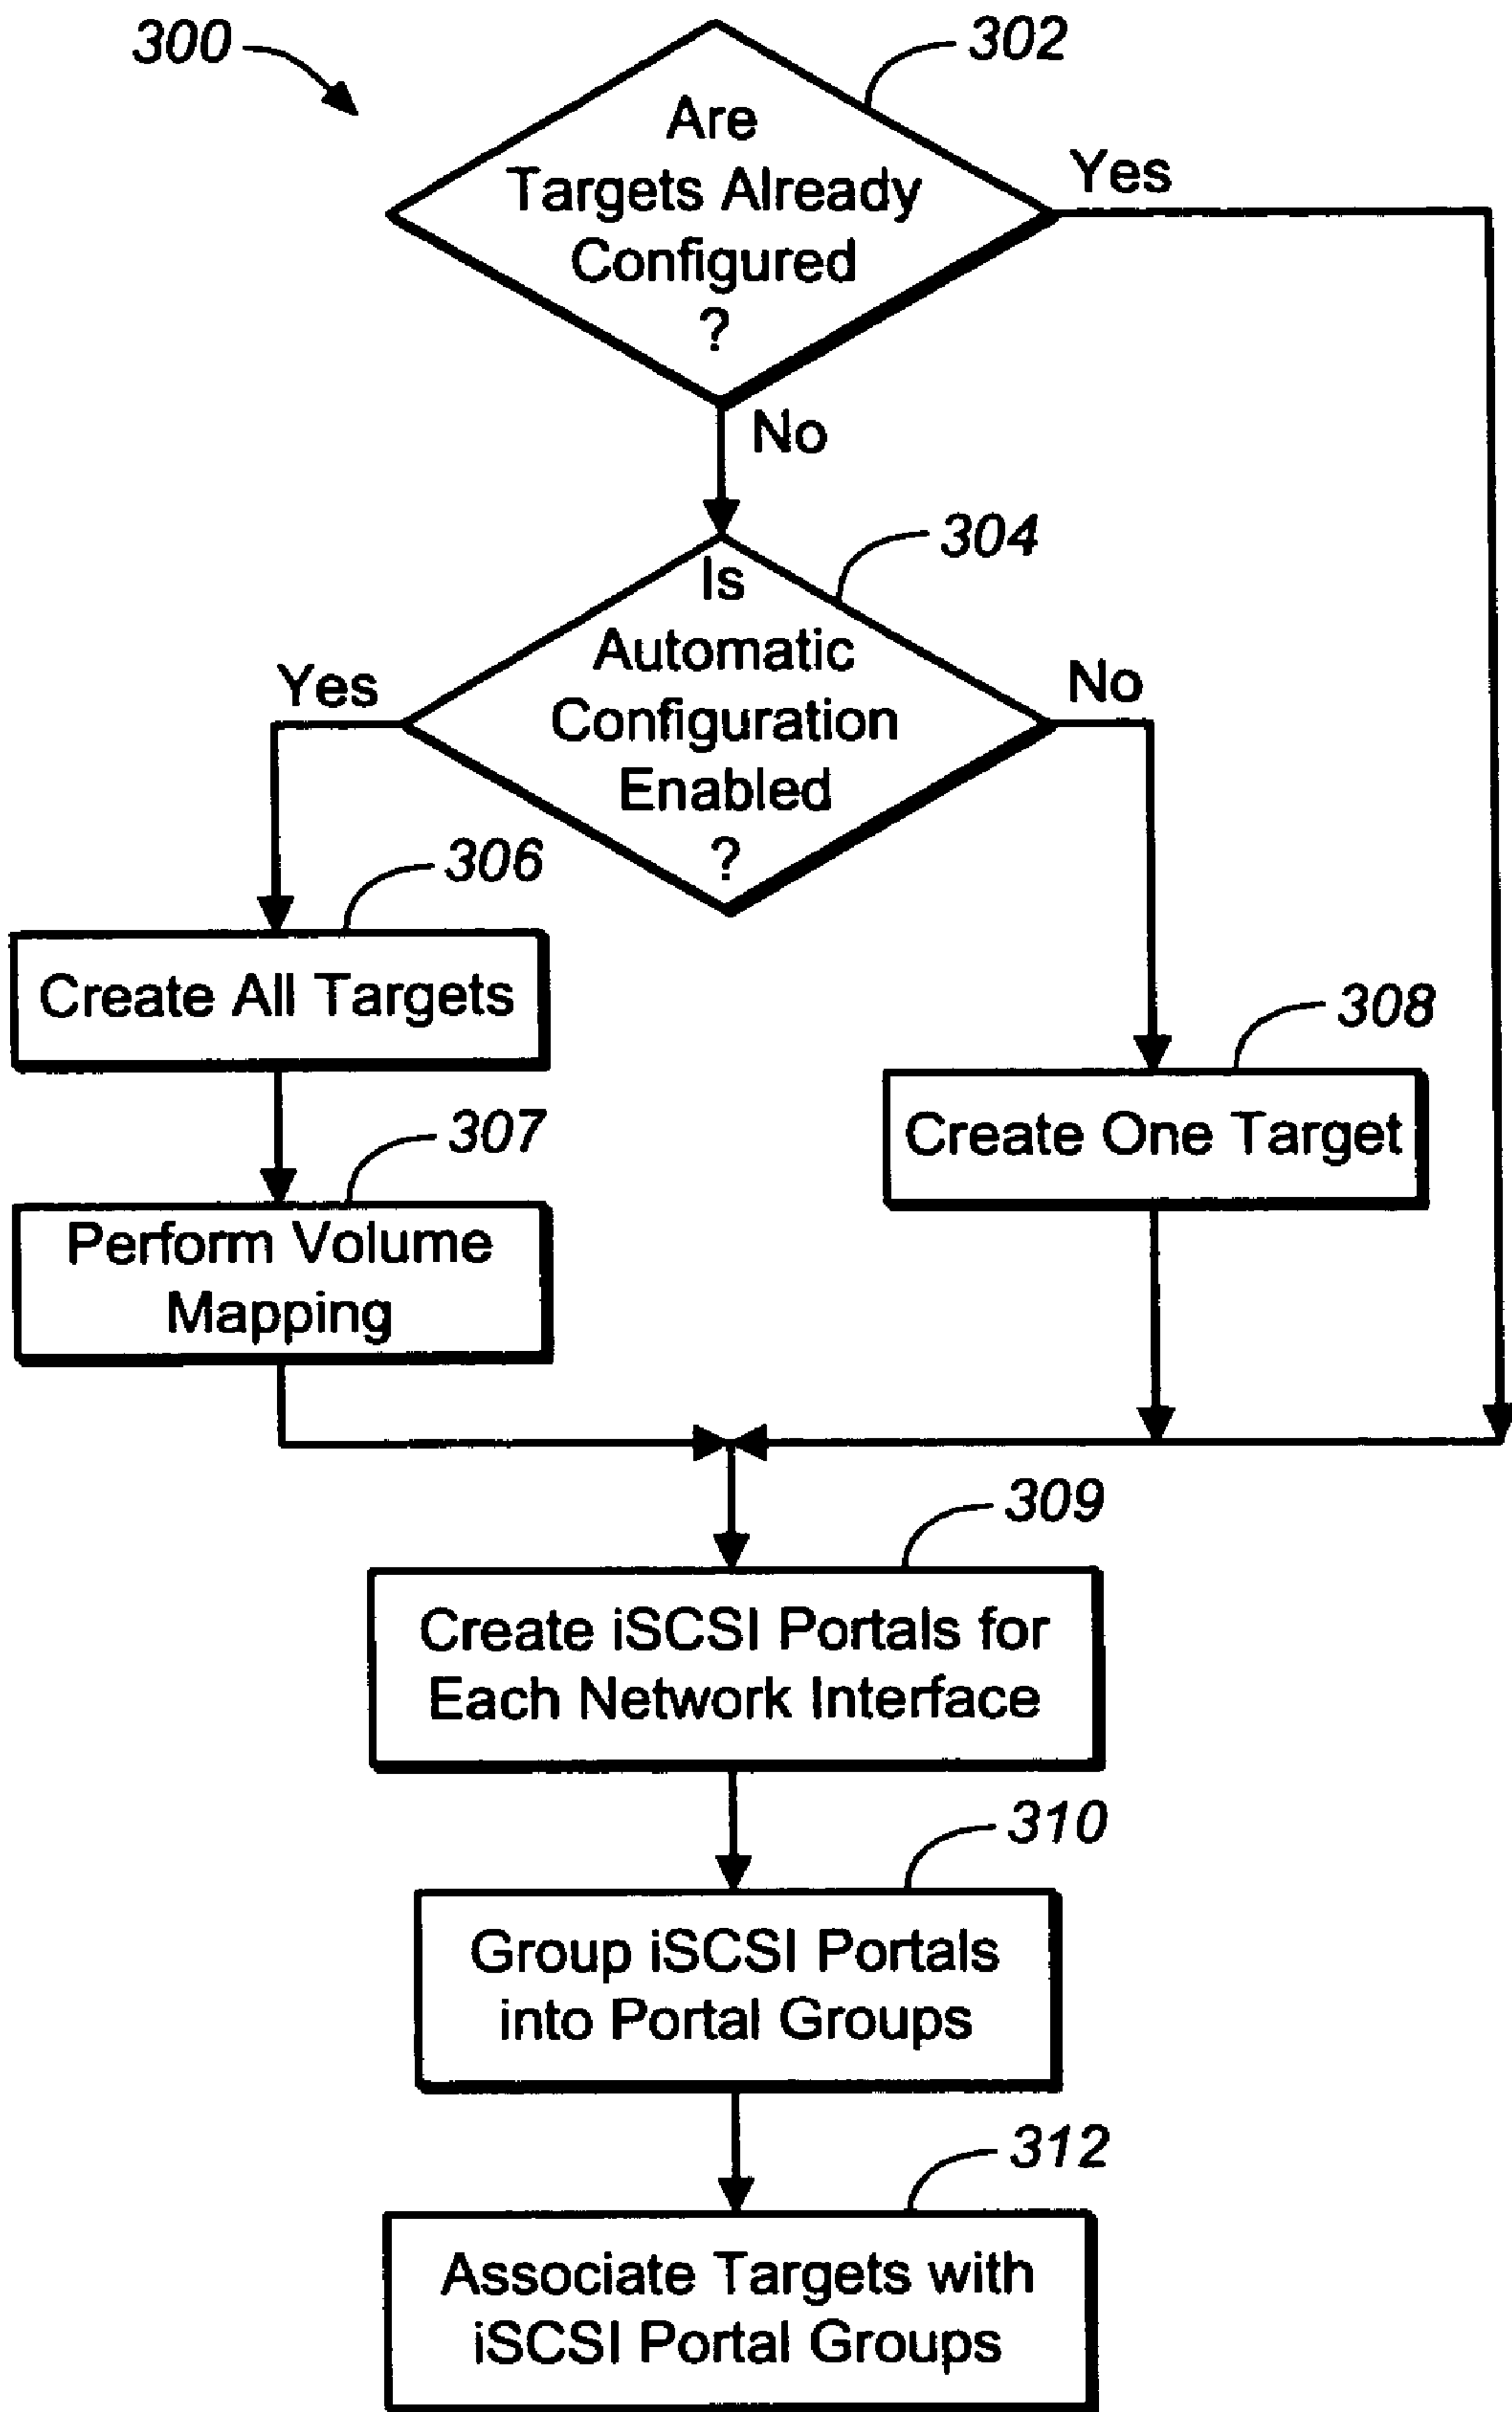 300
302
Are
Targets Already
Configured
?
Yes
No
304
Is
Automatic
Configuration
Enabled
?
Yes
No
306
Create All Targets
308
Create One Target
307
Perform Volume
Mapping
309
Create iSCSI Portals for
Each Network Interface
310
Group iSCSI Portals
into Portal Groups
312
Associate Targets with
iSCSI Portal Groups